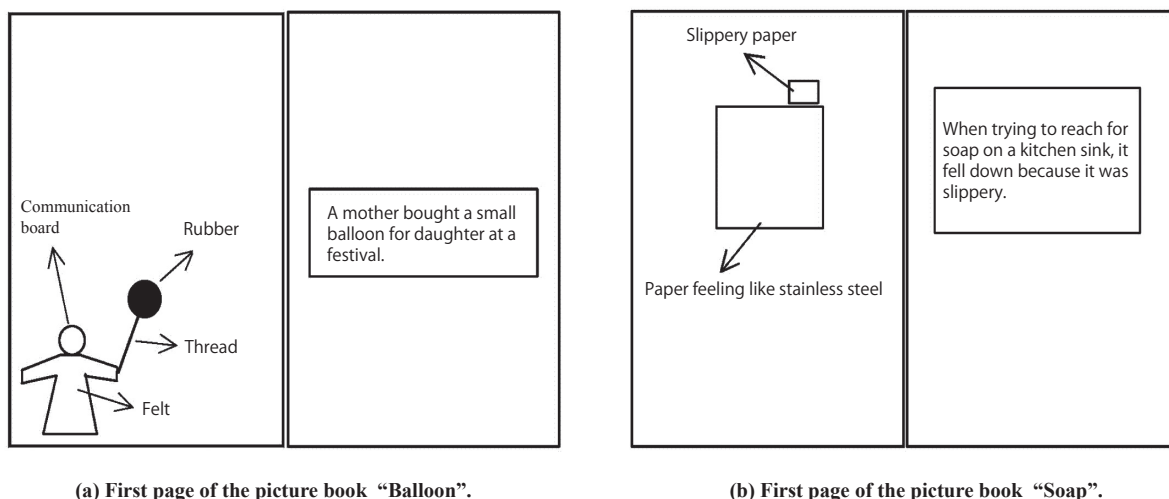 Communication
board
Rubber
Thread
Felt
A mother bought a small
balloon for daughter at a
festival.
(a) First page of the picture book “Balloon”.
Slippery paper
Paper feeling like stainless steel
When trying to reach for
soap on a kitchen sink, it
fell down because it was
slippery.
(b) First page of the picture book “Soap”.